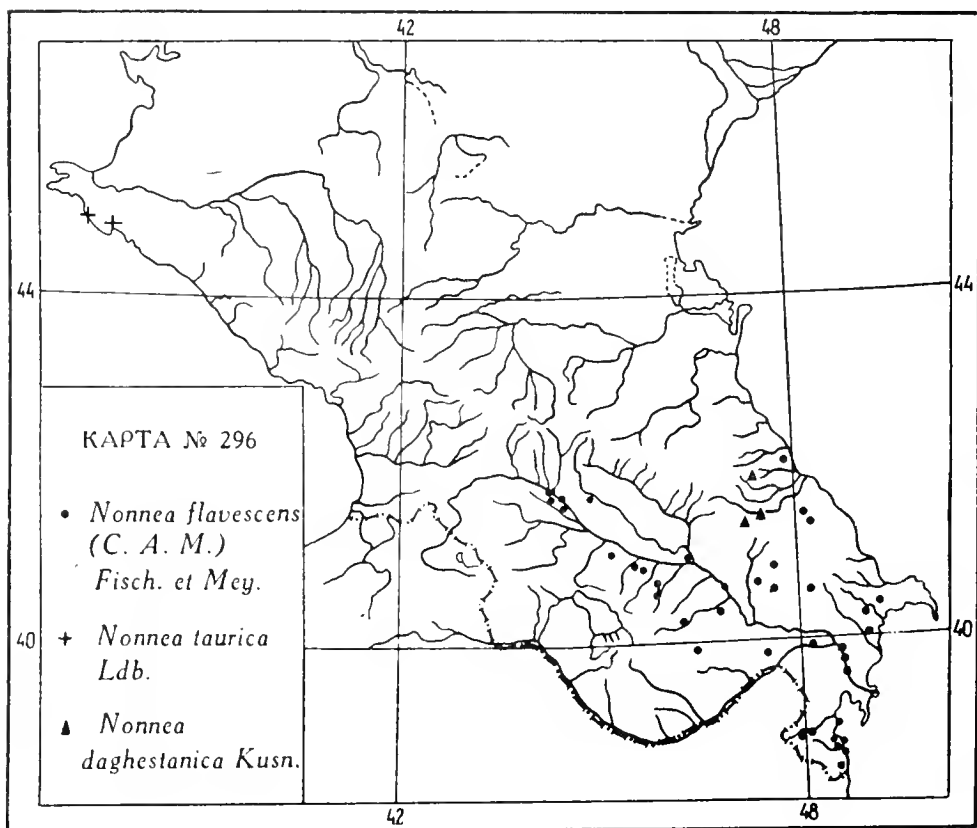 42 48
44 44
КАРТА № 296
• Nonnea flavescens
(C. A. M.)
Fisch. et Mey.
40 40
+ Nonnea taurica
Ldb.
▲ Nonnea
daghestanica Kusn.
42 48